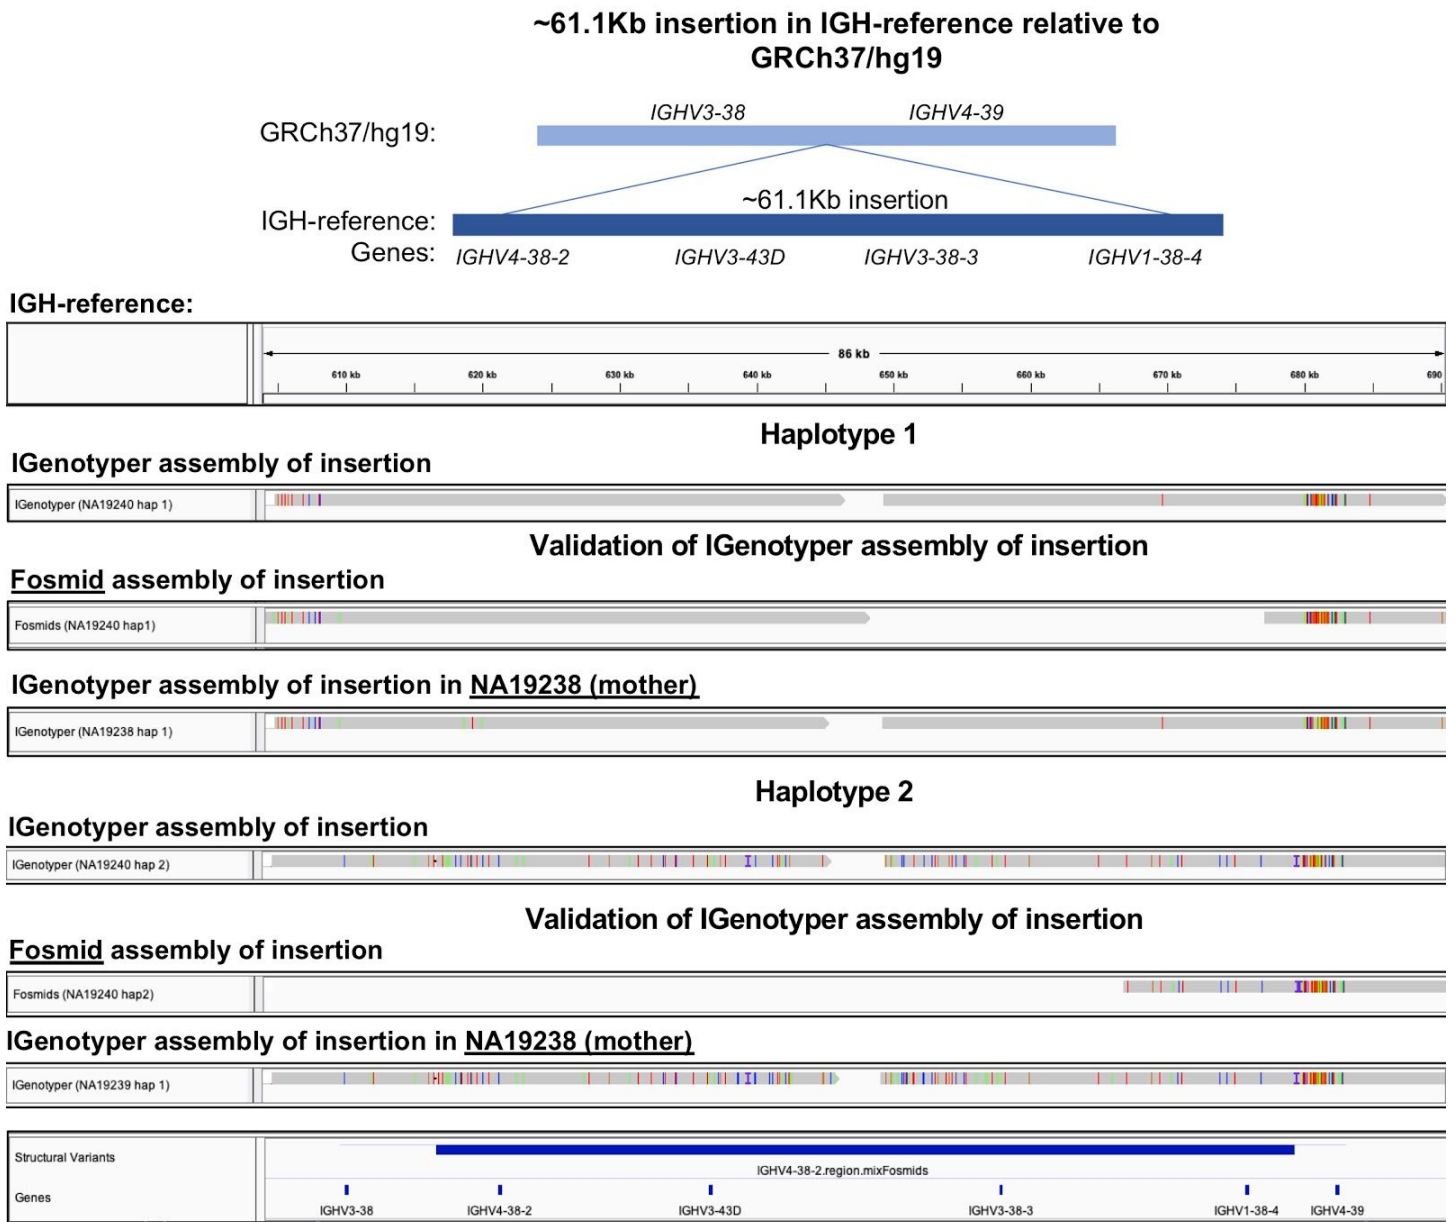 ~61.1Kb insertion in IGH-reference relative to
GRCh37/hg19
IGHV3-38 IGHV4-39
GRCh37/hg19:
~61.1Kb insertion
IGH-reference:
Genes: IGHV4-38-2 IGHV3-43D IGHV3-38-3 IGHV1-38-4
IGH-reference:
86 kb
610 kb 620 kb 630 kb 640 kb 650 kb 660 kb 670 kb 680 kb 690
Haplotype 1
IGenotyper assembly of insertion
IGenotyper (NA19240 hap 1)
Validation of IGenotyper assembly of insertion
Fosmid assembly of insertion
Fosmids (NA19240 hap1)
IGenotyper assembly of insertion in NA19238 (mother)
IGenotyper (NA19238 hap 1)
Haplotype 2
IGenotyper assembly of insertion
IGenotyper (NA19240 hap 2)
Validation of IGenotyper assembly of insertion
Fosmid assembly of insertion
Fosmids (NA19240 hap2)
IGenotyper assembly of insertion in NA19238 (mother)
IGenotyper (NA19239 hap 1)
Structural Variants
IGHV4-38-2.region.mixFosmids
Genes
IGHV3-38 IGHV4-38-2 IGHV3-43D IGHV3-38-3 IGHV1-38-4 IGHV4-39